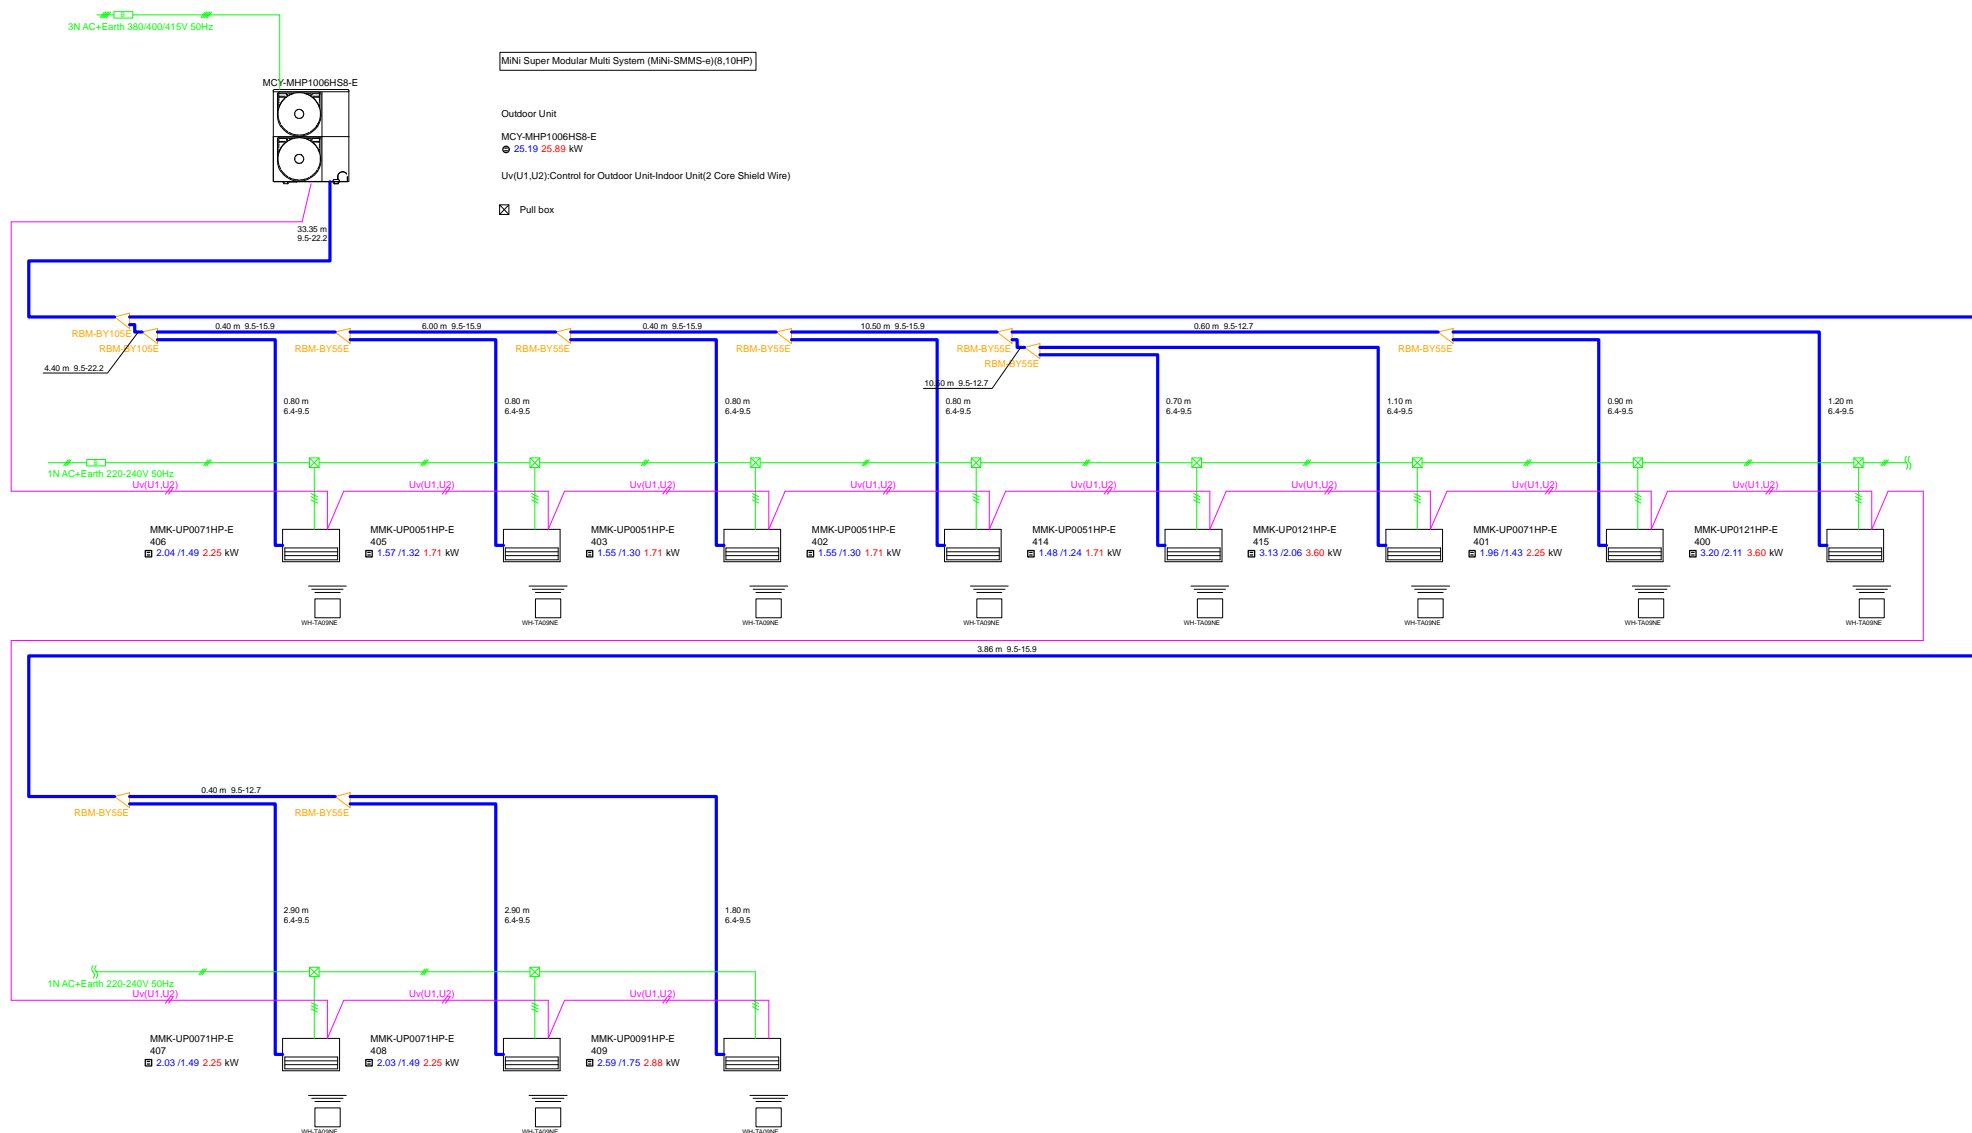 3N AC+Earth 380/400/415V 50Hz
MCY-MHP1006HS8-E
MiNi Super Modular Multi System (MiNi-SMMS-e)(8,10HP)
Outdoor Unit
MCY-MHP1006HS8-E
25.19 25.89 kW
Uv(U1,U2):Control for Outdoor Unit-Indoor Unit(2 Core Shield Wire)
Pull box
33.35 m
9.5-22.2
RBM-BY105E
RBM-BY105E
0.40 m 9.5-15.9
RBM-BY55E
6.00 m 9.5-15.9
RBM-BY55E
0.40 m 9.5-15.9
RBM-BY55E
10.50 m 9.5-15.9
RBM-BY55E
RBM-BY55E
0.60 m 9.5-12.7
RBM-BY55E
4.40 m 9.5-22.2
10.50 m 9.5-12.7
0.80 m
6.4-9.5
0.80 m
6.4-9.5
0.80 m
6.4-9.5
0.80 m
6.4-9.5
0.70 m
6.4-9.5
1.10 m
6.4-9.5
0.90 m
6.4-9.5
1.20 m
6.4-9.5
1N AC+Earth 220-240V 50Hz
Uv(U1,U2)
Uv(U1,U2)
Uv(U1,U2)
Uv(U1,U2)
Uv(U1,U2)
Uv(U1,U2)
Uv(U1,U2)
Uv(U1,U2)
MMK-UP0071HP-E
406
2.04 /1.49 2.25 kW
MMK-UP0051HP-E
405
1.57 /1.32 1.71 kW
MMK-UP0051HP-E
403
1.55 /1.30 1.71 kW
MMK-UP0051HP-E
402
1.55 /1.30 1.71 kW
MMK-UP0051HP-E
414
1.48 /1.24 1.71 kW
MMK-UP0121HP-E
415
3.13 /2.06 3.60 kW
MMK-UP0071HP-E
401
1.96 /1.43 2.25 kW
MMK-UP0121HP-E
400
3.20 /2.11 3.60 kW
WH-TA09NE
WH-TA09NE
WH-TA09NE
WH-TA09NE
WH-TA09NE
WH-TA09NE
WH-TA09NE
WH-TA09NE
3.86 m 9.5-15.9
RBM-BY55E
0.40 m 9.5-12.7
RBM-BY55E
2.90 m
6.4-9.5
2.90 m
6.4-9.5
1.80 m
6.4-9.5
1N AC+Earth 220-240V 50Hz
Uv(U1,U2)
Uv(U1,U2)
Uv(U1,U2)
MMK-UP0071HP-E
407
2.03 /1.49 2.25 kW
MMK-UP0071HP-E
408
2.03 /1.49 2.25 kW
MMK-UP0091HP-E
409
2.59 /1.75 2.88 kW
WH-TA09NE
WH-TA09NE
WH-TA09NE